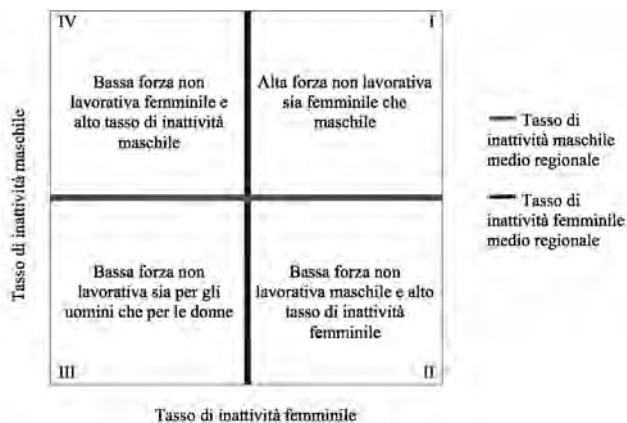 IV
I
Bassa forza non
lavorativa femminile e
alto tasso di inattività
maschile
Alta forza non lavorativa
sia femminile che
maschile
Bassa forza non
lavorativa sia per gli
uomini che per le donne
Bassa forza non
lavorativa maschile e alto
tasso di inattività
femminile
III
II
Tasso di inattività maschile
Tasso di inattività femminile
Tasso di
inattività maschile
medio regionale
Tasso di
inattività femminile
medio regionale